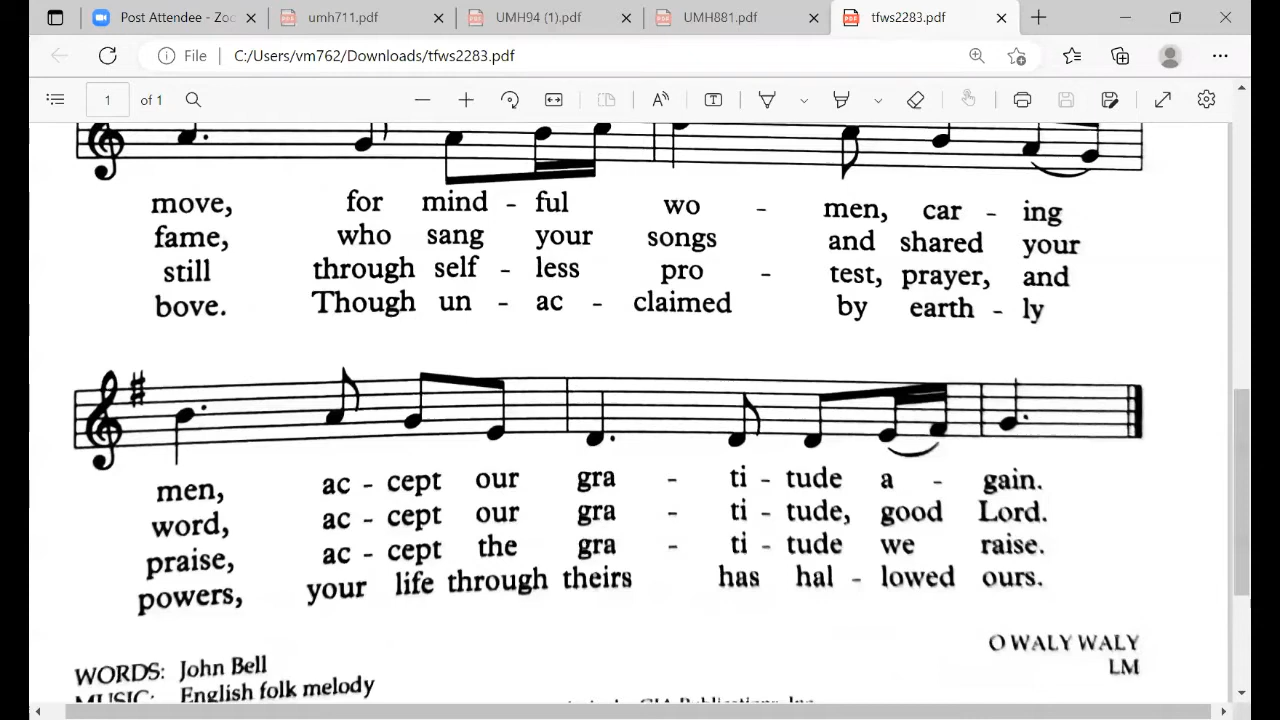 Post Attendee - Zoo
umh711.pdf
UMH94 (1).pdf
UMH881.pdf
tfws2283.pdf
File
C:/Users/vm762/Downloads/tfws2283.pdf
1 of 1
move, for mind - ful wo - men, car - ing
fame, who sang your songs and shared your
still through self - less pro - test, prayer, and
bove. Though un - ac - claimed by earth - ly
men, ac - cept our gra - ti - tude a - gain.
word, ac - cept our gra - ti - tude, good Lord.
praise, ac - cept the gra - ti - tude we raise.
powers, your life through theirs has hal - lowed ours.
O WALY WALY
LM
WORDS: John Bell
MUSIC: English folk melody
GIA Publications, Inc.